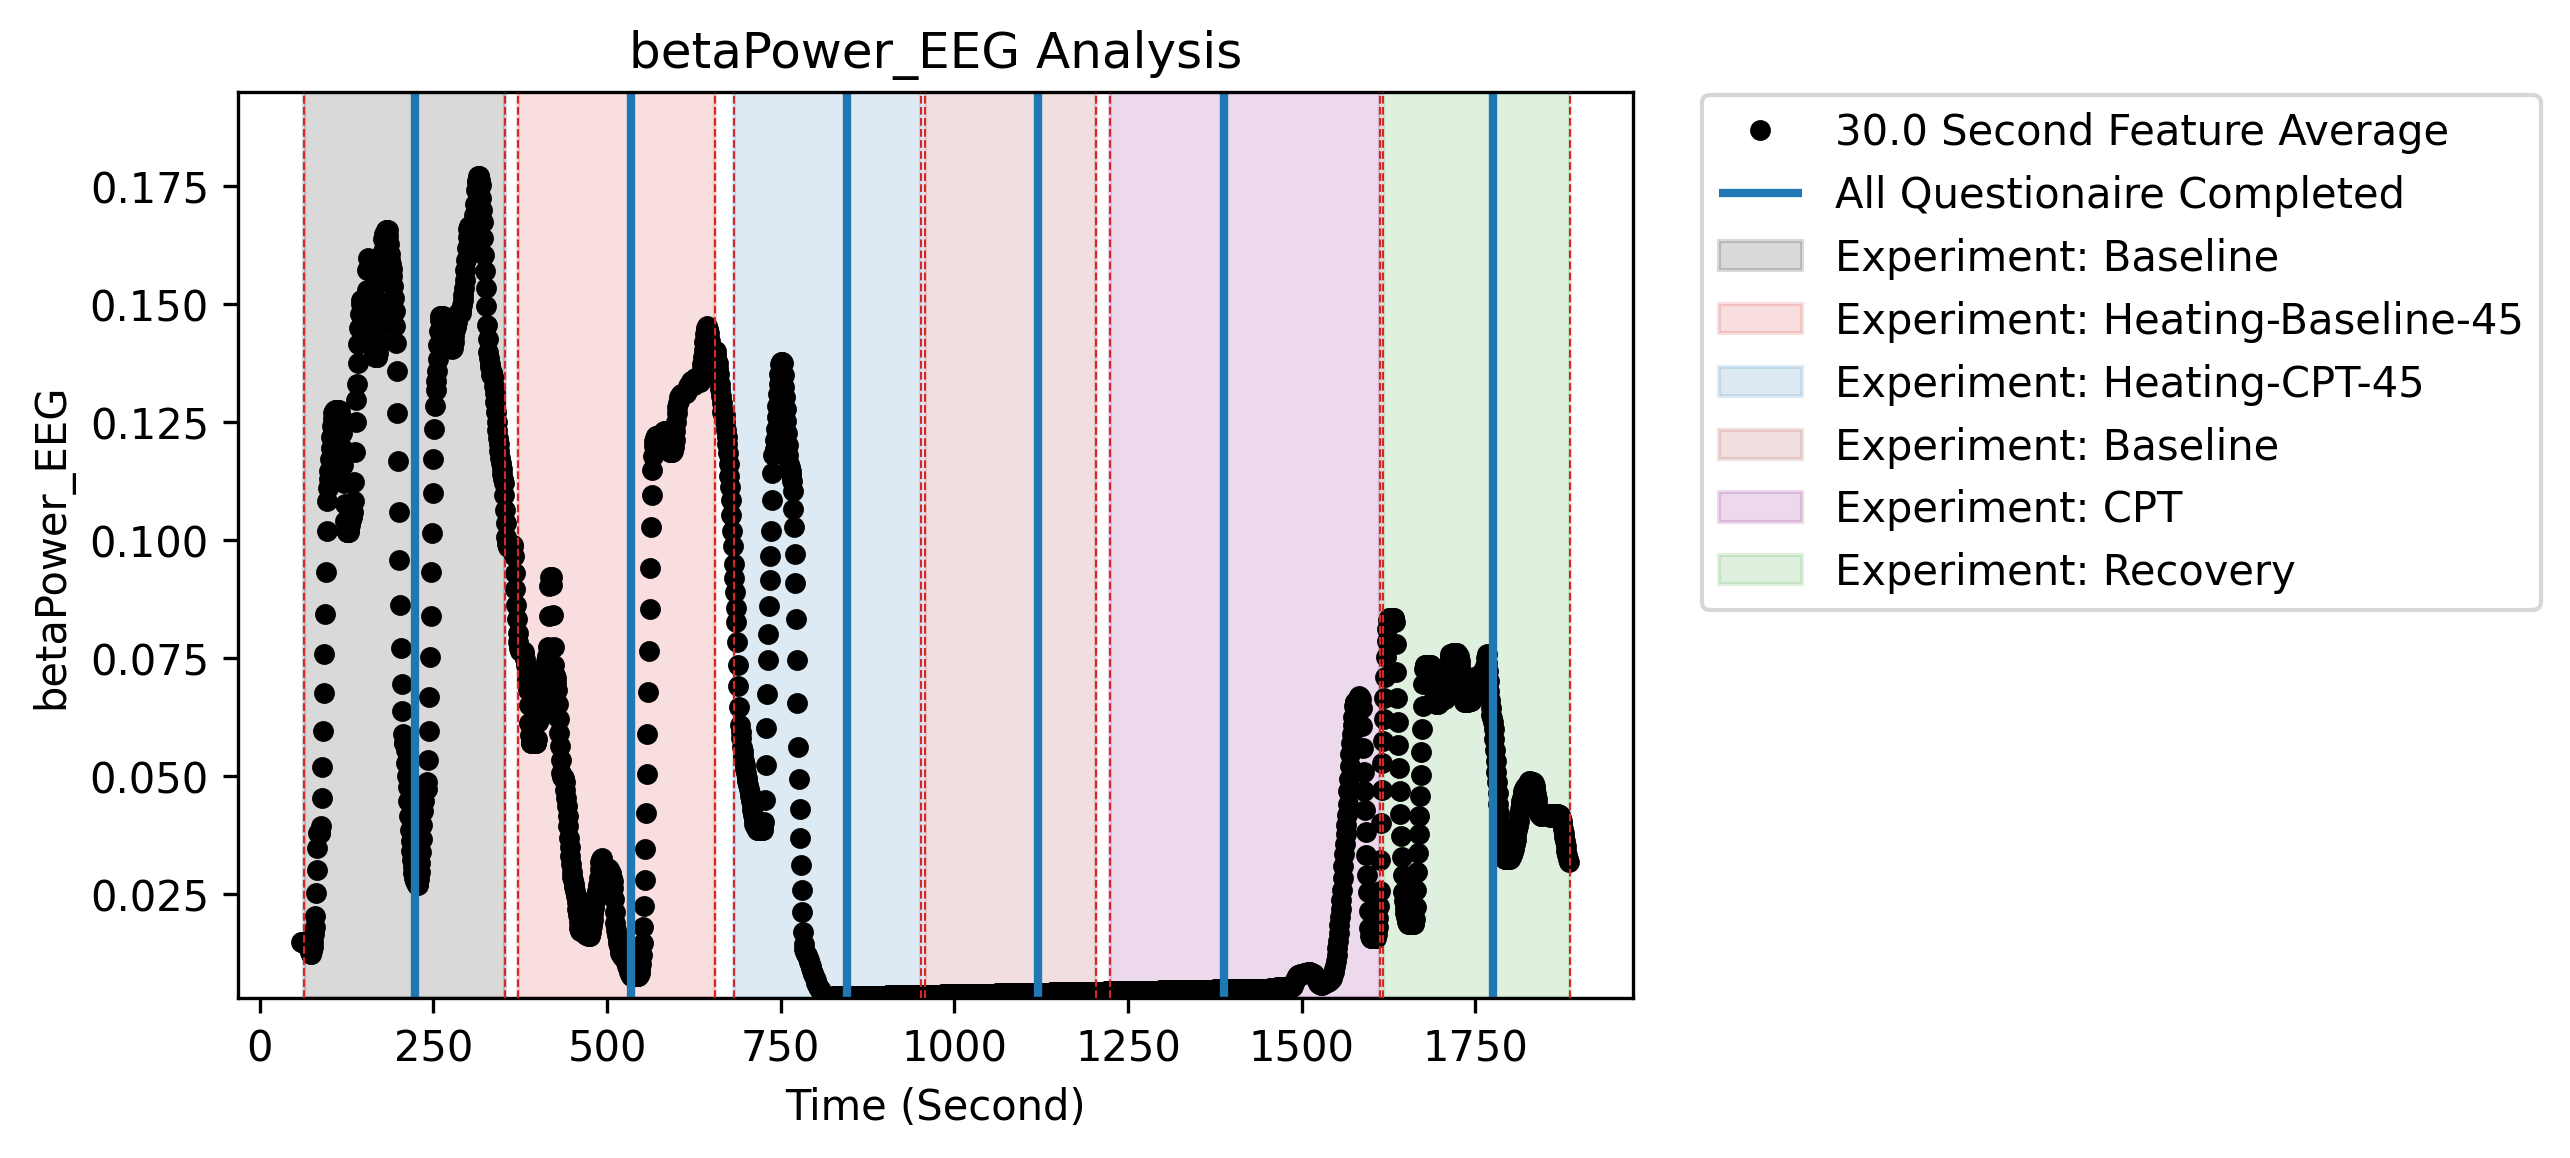 betaPower_EEG Analysis
betaPower_EEG
0.175
0.150
0.125
0.100
0.075
0.050
0.025
0
250
500
750
1000
1250
1500
1750
Time (Second)
30.0 Second Feature Average
All Questionaire Completed
Experiment: Baseline
Experiment: Heating-Baseline-45
Experiment: Heating-CPT-45
Experiment: Baseline
Experiment: CPT
Experiment: Recovery